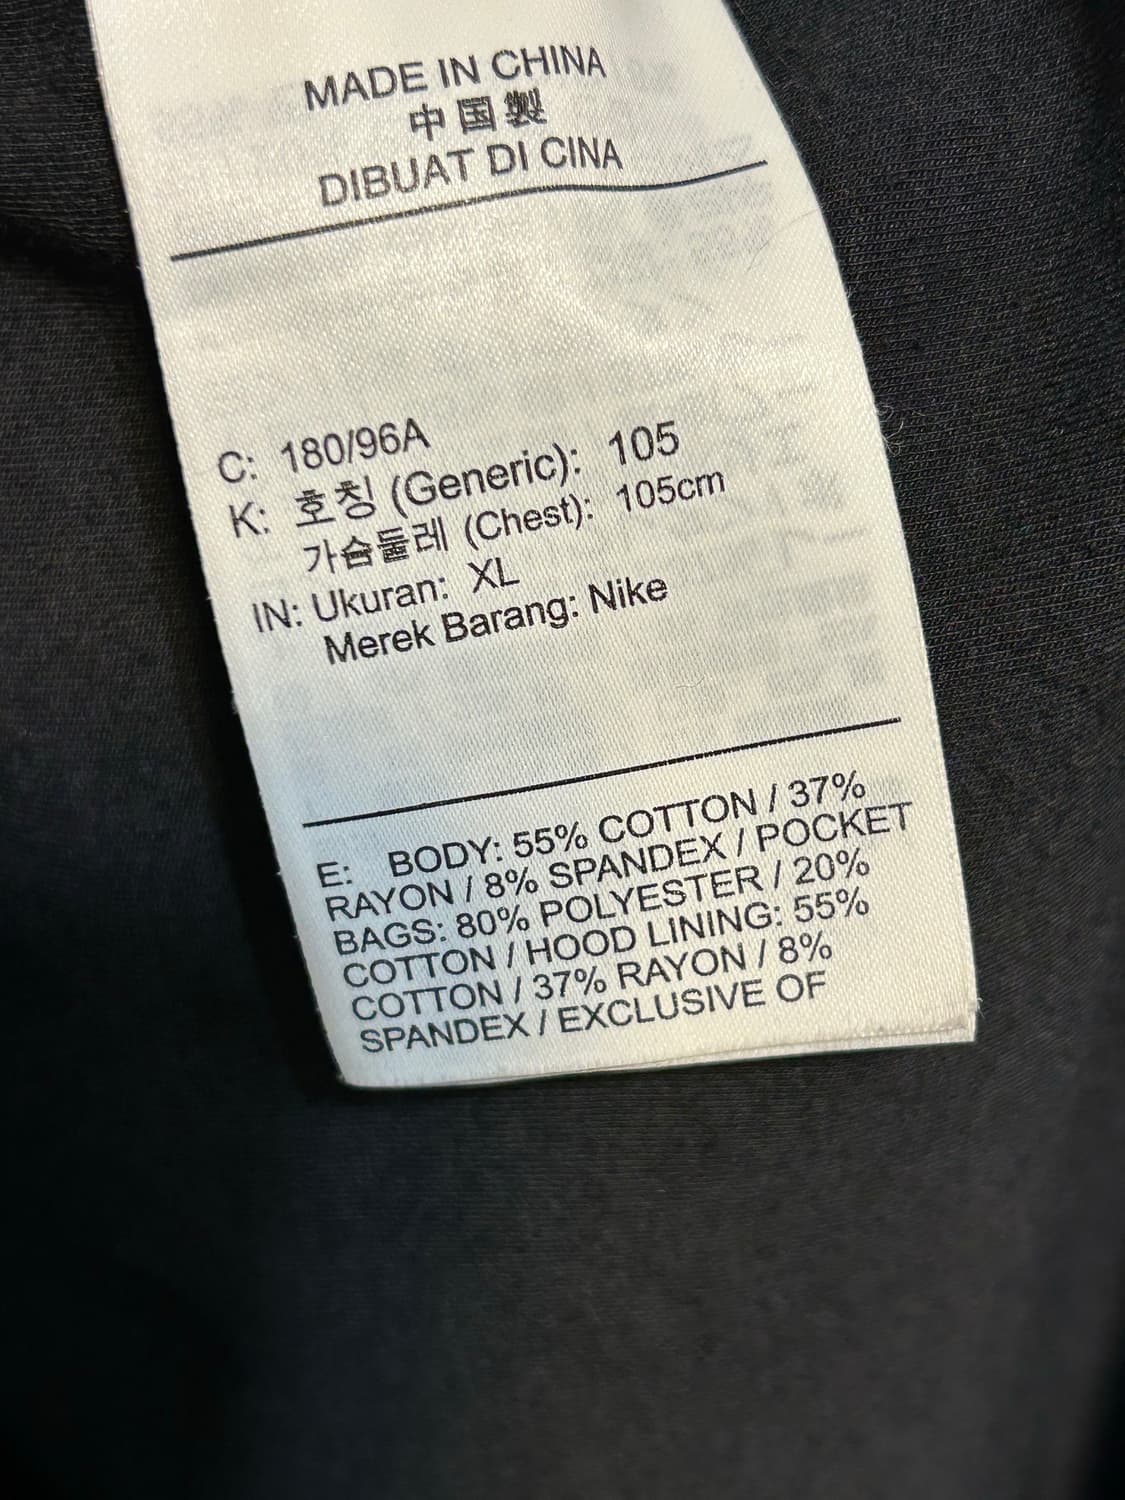 MADE IN CHINA
中国製
DIBUAT DI CINA
C: 180/96A
K: 호칭 (Generic): 105
가슴둘레 (Chest): 105cm
IN: Ukuran: XL
Merek Barang: Nike
E: BODY: 55% COTTON / 37%
RAYON / 8% SPANDEX / POCKET
BAGS: 80% POLYESTER / 20%
COTTON / HOOD LINING: 55%
COTTON / 37% RAYON / 8%
SPANDEX / EXCLUSIVE OF